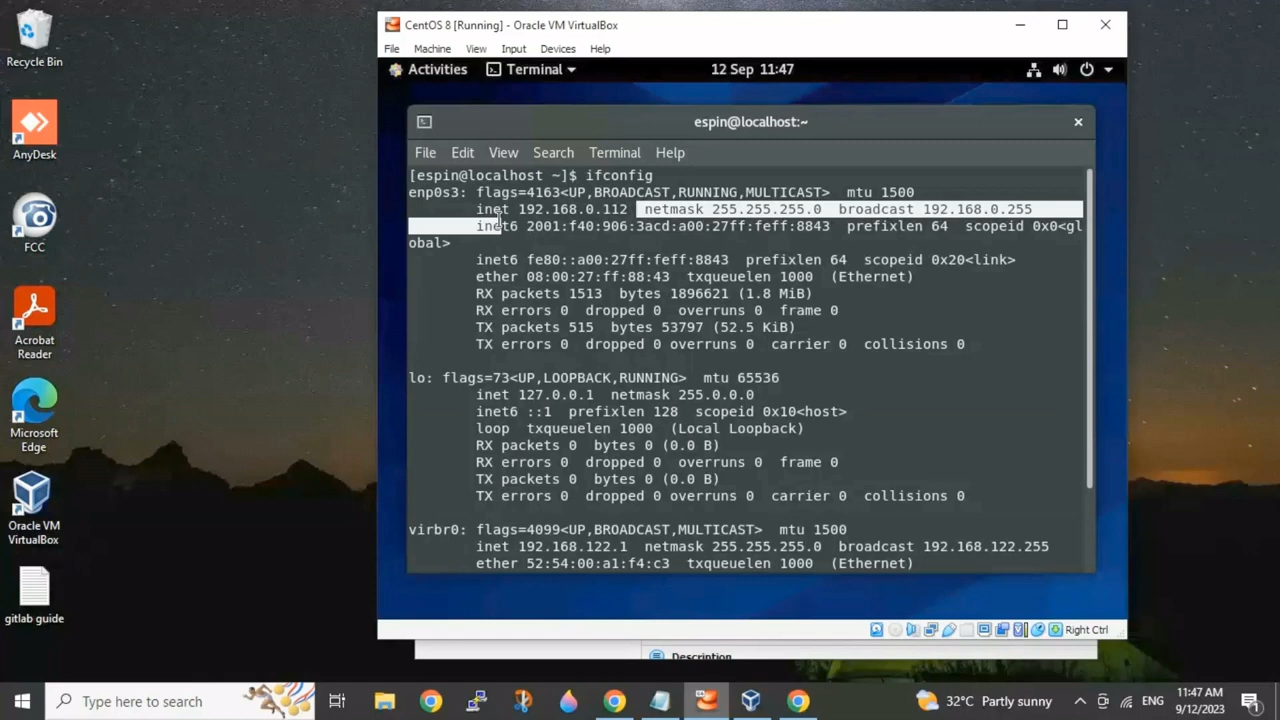 Recycle Bin
AnyDesk
FCC
Acrobat
Reader
Microsoft
Edge
Oracle VM
VirtualBox
gitlab guide
CentOS 8 [Running] - Oracle VM VirtualBox
File Machine View Input Devices Help
Activities Terminal 12 Sep 11:47
espin@localhost:~
File Edit View Search Terminal Help
[espin@localhost ~]$ ifconfig
enp0s3: flags=4163<UP,BROADCAST,RUNNING,MULTICAST> mtu 1500
inet 192.168.0.112 netmask 255.255.255.0 broadcast 192.168.0.255
inet6 2001:f40:906:3acd:a00:27ff:feff:8843 prefixlen 64 scopeid 0x0<gl
obal>
inet6 fe80::a00:27ff:feff:8843 prefixlen 64 scopeid 0x20<link>
ether 08:00:27:ff:88:43 txqueuelen 1000 (Ethernet)
RX packets 1513 bytes 1896621 (1.8 MiB)
RX errors 0 dropped 0 overruns 0 frame 0
TX packets 515 bytes 53797 (52.5 KiB)
TX errors 0 dropped 0 overruns 0 carrier 0 collisions 0
lo: flags=73<UP,LOOPBACK,RUNNING> mtu 65536
inet 127.0.0.1 netmask 255.0.0.0
inet6 ::1 prefixlen 128 scopeid 0x10<host>
loop txqueuelen 1000 (Local Loopback)
RX packets 0 bytes 0 (0.0 B)
RX errors 0 dropped 0 overruns 0 frame 0
TX packets 0 bytes 0 (0.0 B)
TX errors 0 dropped 0 overruns 0 carrier 0 collisions 0
virbr0: flags=4099<UP,BROADCAST,MULTICAST> mtu 1500
inet 192.168.122.1 netmask 255.255.255.0 broadcast 192.168.122.255
ether 52:54:00:a1:f4:c3 txqueuelen 1000 (Ethernet)
Right Ctrl
Description
Type here to search
32°C Partly sunny
ENG
11:47 AM
9/12/2023
1